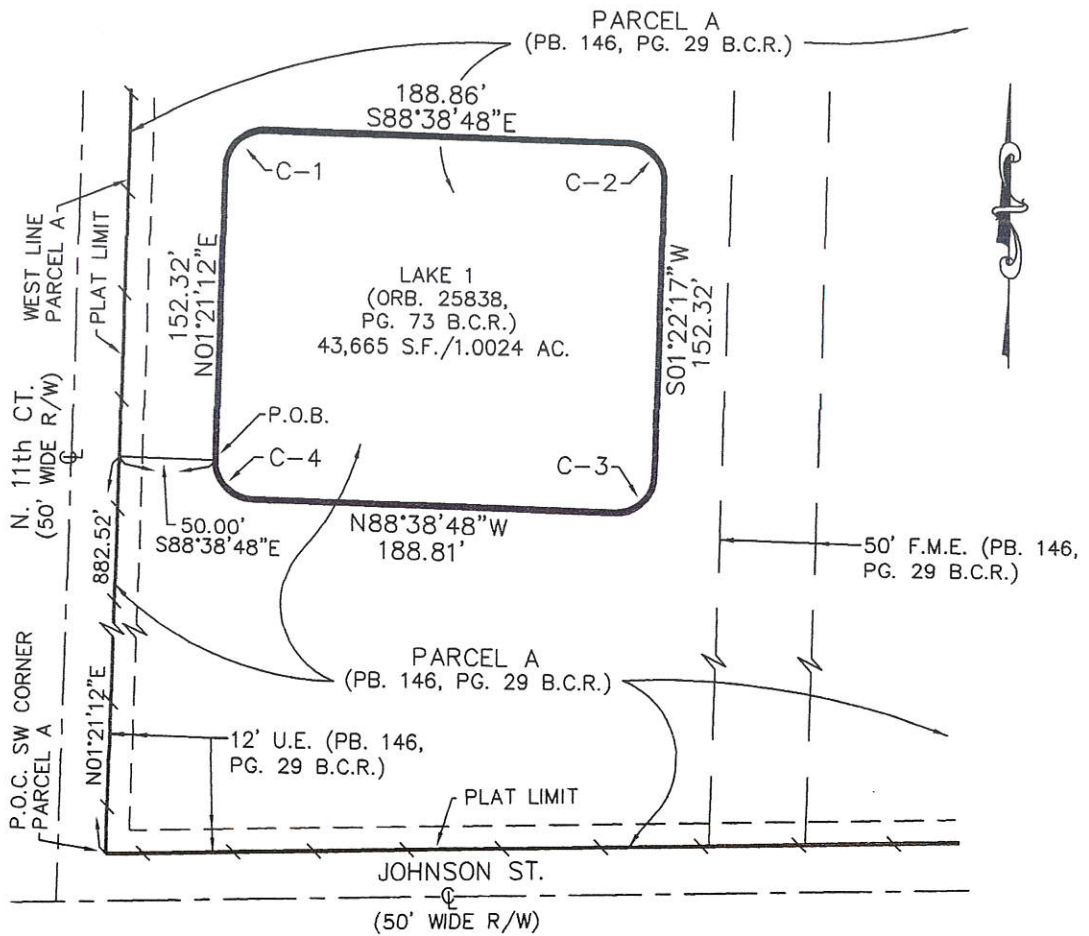 PARCEL A
(PB. 146, PG. 29 B.C.R.)
188.86'
S88°38'48"E
C-1
C-2
WEST LINE
PARCEL A
PLAT LIMIT
152.32'
N01°21'12"E
LAKE 1
(ORB. 25838,
PG. 73 B.C.R.)
43,665 S.F./1.0024 AC.
S01°22'17"W
152.32'
N. 11th CT.
(50' WIDE R/W)
℄
P.O.B.
C-4
C-3
50.00'
S88°38'48"E
N88°38'48"W
188.81'
882.52'
50' F.M.E. (PB. 146,
PG. 29 B.C.R.)
PARCEL A
(PB. 146, PG. 29 B.C.R.)
P.O.C. SW CORNER
PARCEL A
N01°21'12"E
12' U.E. (PB. 146,
PG. 29 B.C.R.)
PLAT LIMIT
JOHNSON ST.
℄
(50' WIDE R/W)